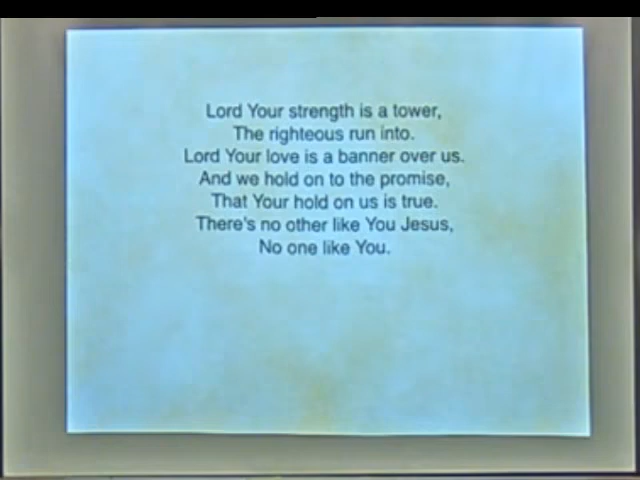 Lord Your strength is a tower,
The righteous run into.
Lord Your love is a banner over us.
And we hold on to the promise,
That Your hold on us is true.
There's no other like You Jesus,
No one like You.